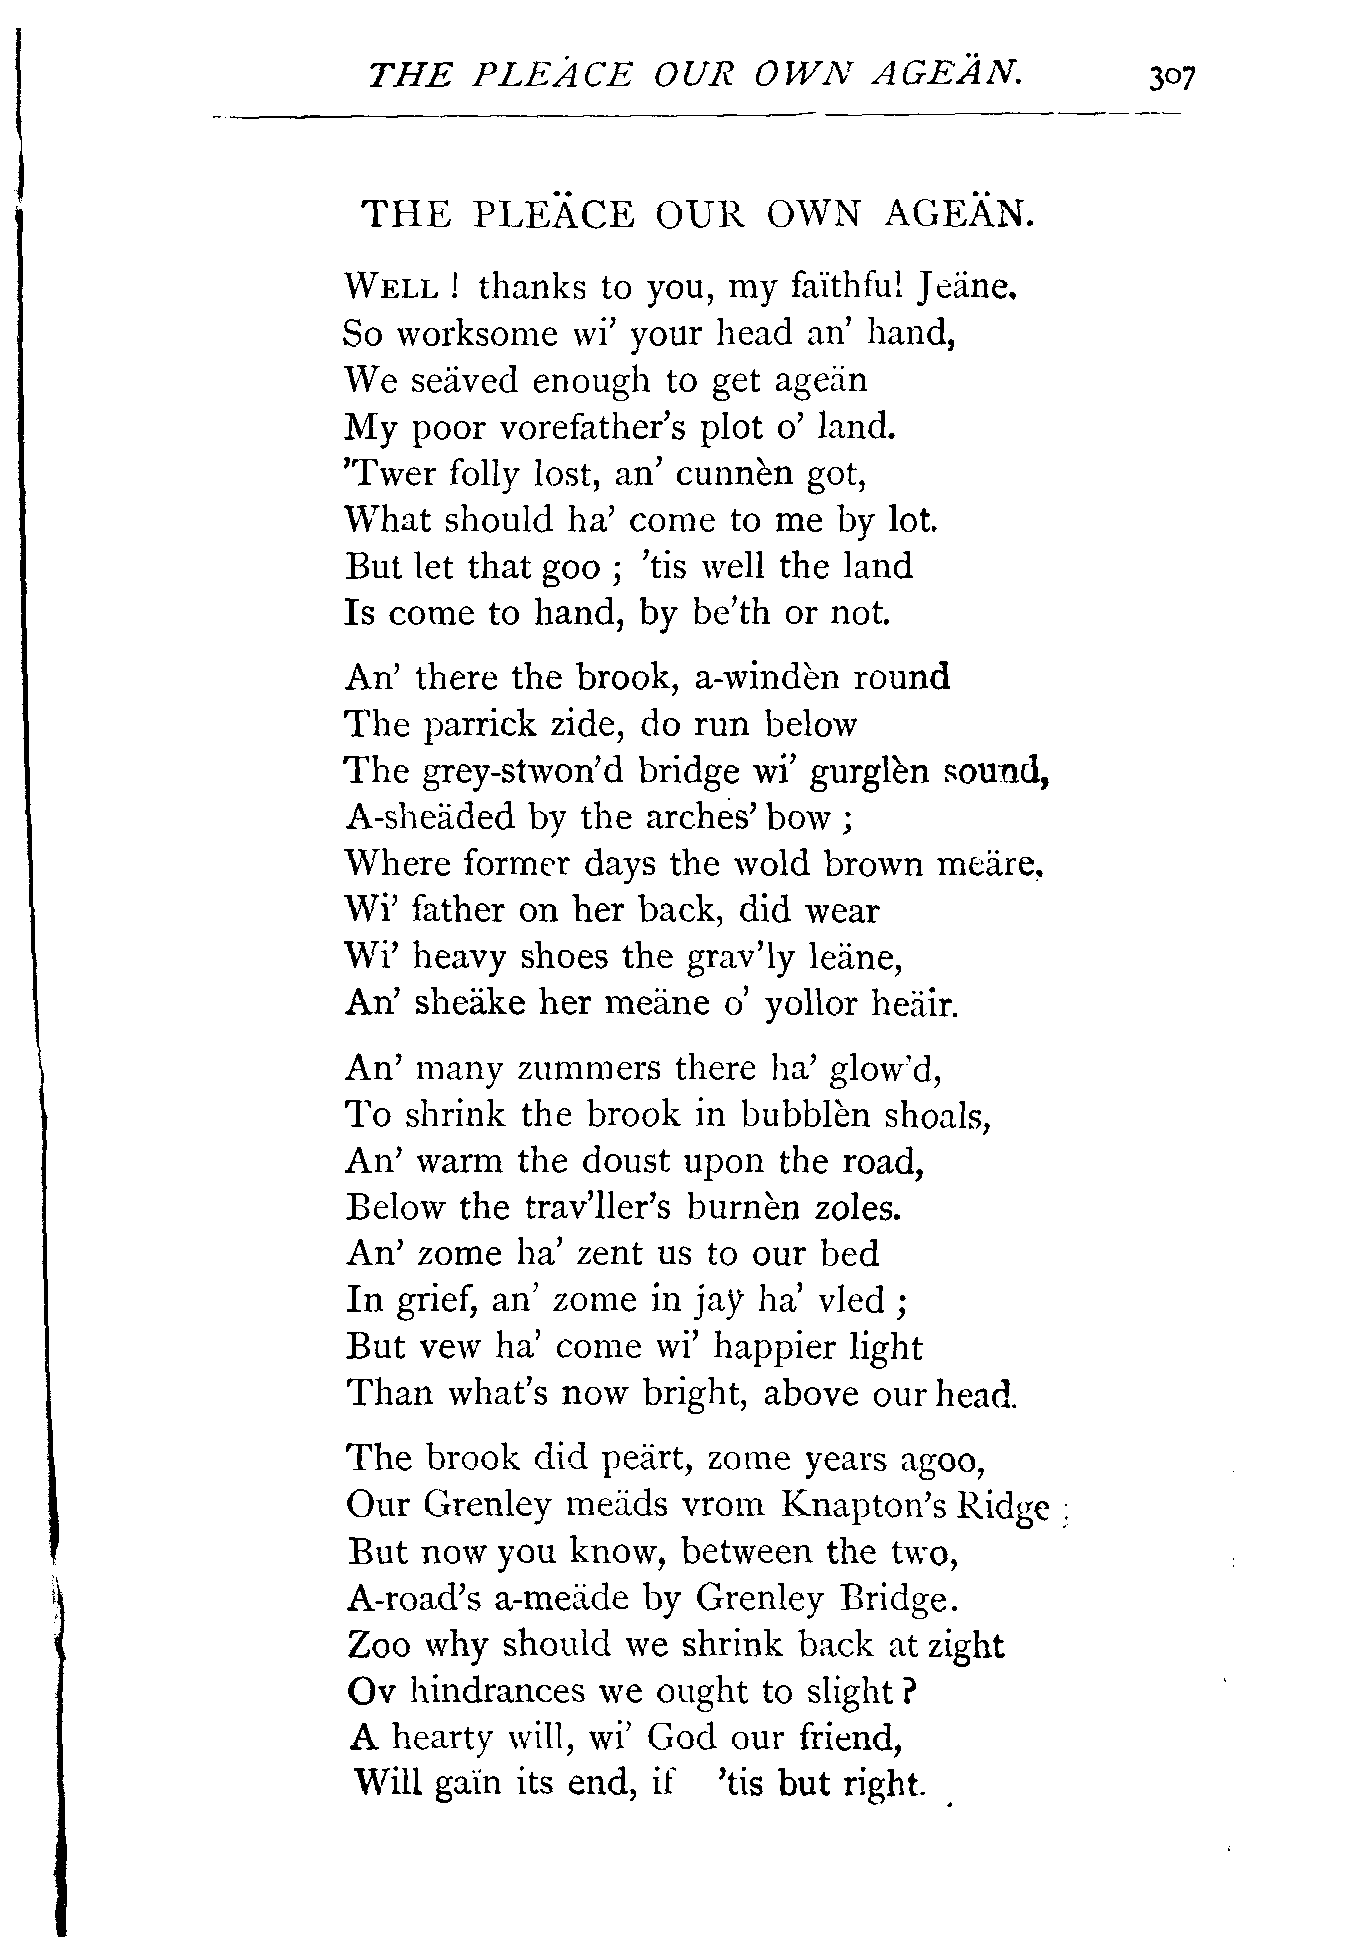 THE PLEÄCE OUR OWN AGEÄN. 307
THE PLEÄCE OUR OWN AGEÄN.
WELL ! thanks to you, my faïthful Jeäne,
So worksome wi' your head an' hand,
We seäved enough to get ageän
My poor vorefather's plot o' land.
'Twer folly lost, an' cunnèn got,
What should ha' come to me by lot.
But let that goo ; 'tis well the land
Is come to hand, by be'th or not.
An' there the brook, a-windèn round
The parrick zide, do run below
The grey-stwon'd bridge wi' gurglèn sound,
A-sheäded by the arches' bow ;
Where former days the wold brown meäre,
Wi' father on her back, did wear
Wi' heavy shoes the grav'ly leäne,
An' sheäke her meäne o' yollor heäir.
An' many zummers there ha' glow'd,
To shrink the brook in bubblèn shoals,
An' warm the doust upon the road,
Below the trav'ller's burnèn zoles.
An' zome ha' zent us to our bed
In grief, an' zome in jaÿ ha' vled ;
But vew ha' come wi' happier light
Than what's now bright, above our head.
The brook did peärt, zome years agoo,
Our Grenley meäds vrom Knapton's Ridge ;
But now you know, between the two,
A-road's a-meäde by Grenley Bridge.
Zoo why should we shrink back at zight
Ov hindrances we ought to slight ?
A hearty will, wi' God our friend,
Will gaïn its end, if 'tis but right.